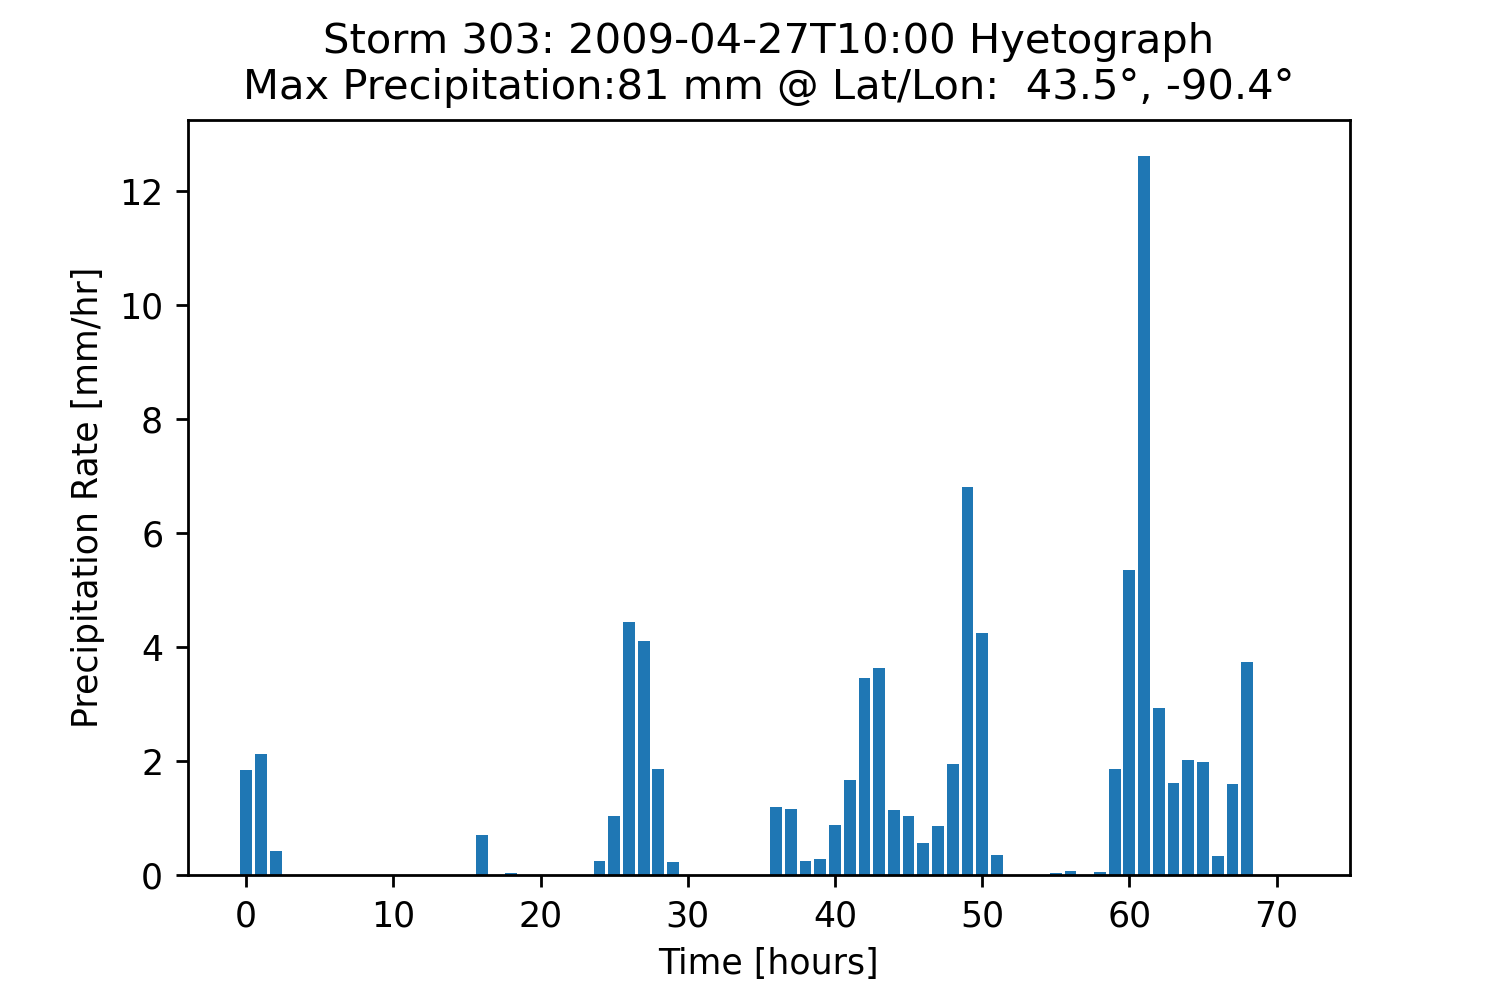 Storm 303: 2009-04-27T10:00 Hyetograph
Max Precipitation:81 mm @ Lat/Lon:  43.5°, -90.4°
Precipitation Rate [mm/hr]
12
10
8
6
4
2
0
0 10 20 30 40 50 60 70
Time [hours]